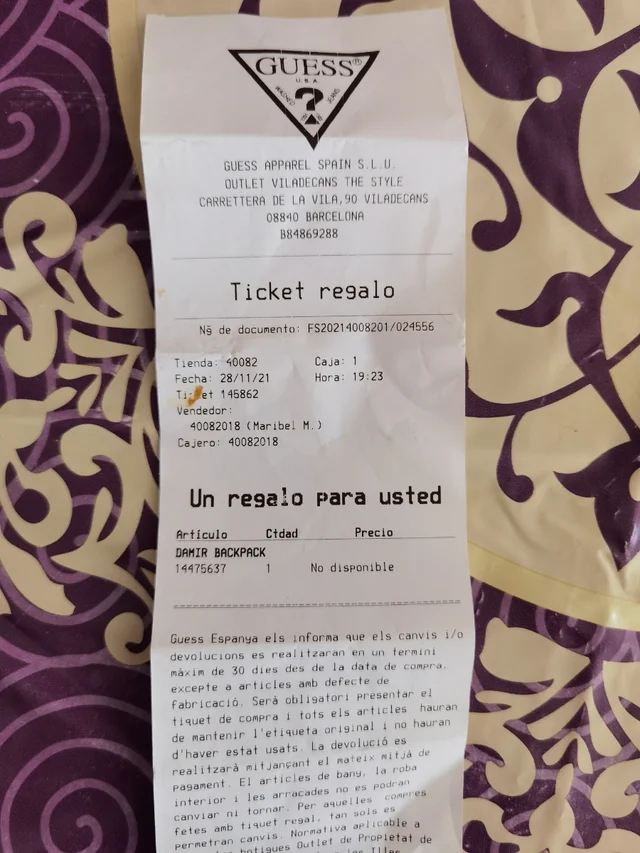 GUESS®
U.S.A.
?
GUESS APPAREL SPAIN S.L.U.
OUTLET VILADECANS THE STYLE
CARRETTERA DE LA VILA,90 VILADECANS
08840 BARCELONA
B84869288
Ticket regalo
Nº de documento: FS20214008201/024556
Tienda: 40082 Caja: 1
Fecha: 28/11/21 Hora: 19:23
Ticket 145862
Vendedor:
40082018 (Maribel M.)
Cajero: 40082018
Un regalo para usted
Artículo Ctdad Precio
DAMIR BACKPACK
14475637 1 No disponible
Guess Espanya els informa que els canvis i/o
devolucions es realitzaran en un termini
màxim de 30 dies des de la data de compra,
excepte a articles amb defecte de
fabricació. Serà obligatori presentar el
tiquet de compra i tots els articles hauran
de mantenir l'etiqueta original i no hauran
d'haver estat usats. La devolució es
realitzarà mitjançant el mateix mitjà de
pagament. El articles de bany, la roba
interior i les arracades no es podran
canviar ni tornar. Per aquelles compres
fetes amb tiquet regal, tan sols es
permetran canvis. Normativa aplicable a
botigues Outlet de Propietat de
Illes